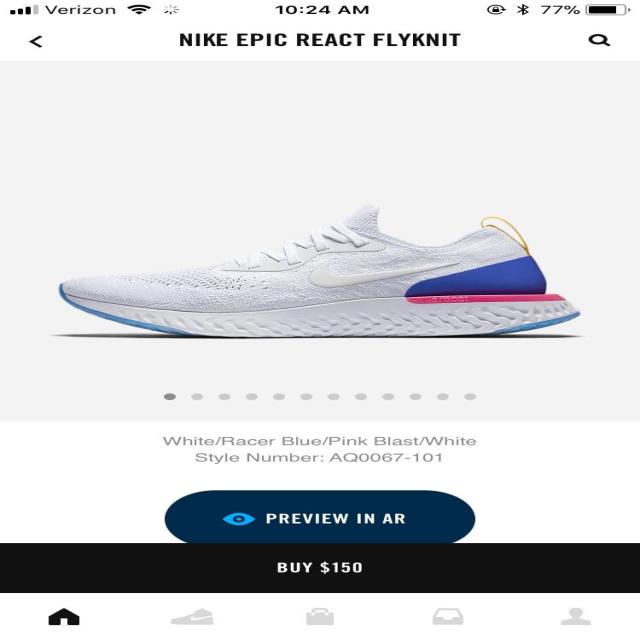 Verizon 10:24 AM 77%
NIKE EPIC REACT FLYKNIT
White/Racer Blue/Pink Blast/White
Style Number: AQ0067-101
PREVIEW IN AR
BUY $150